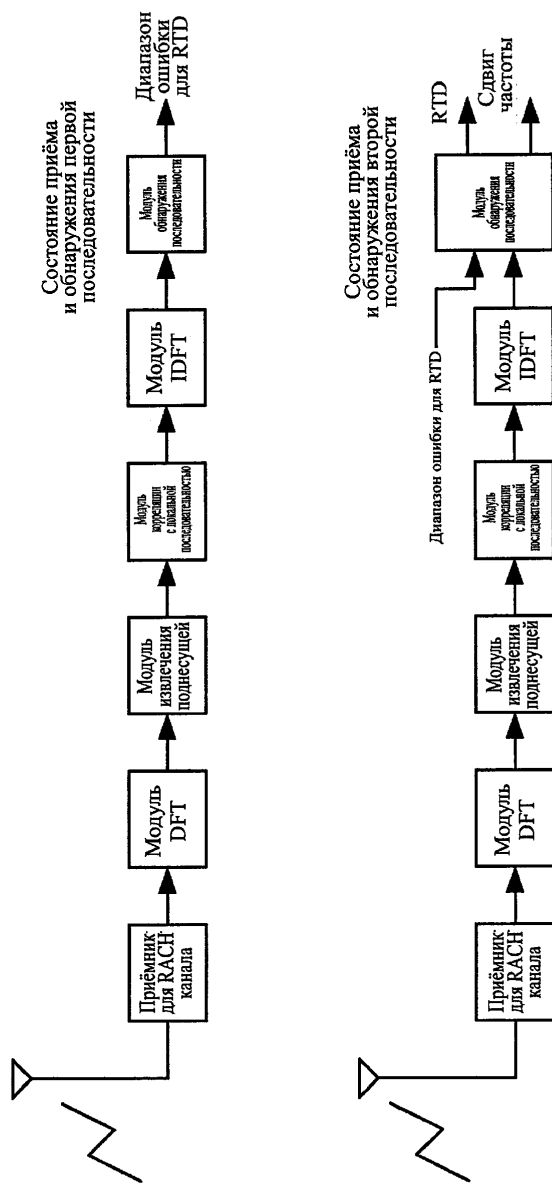 Состояние приёма
и обнаружения первой
последовательности
Приёмник
для RACH
канала
Модуль
DFT
Модуль
извлечения
поднесущей
Модуль
корреляции
с локальной
последовательностью
Модуль
IDFT
Модуль
обнаружения
последовательности
Диапазон
ошибки
для RTD
Состояние приёма
и обнаружения второй
последовательности
Приёмник
для RACH
канала
Модуль
DFT
Модуль
извлечения
поднесущей
Модуль
корреляции
с локальной
последовательностью
Модуль
IDFT
Диапазон ошибки для RTD
Модуль
обнаружения
последовательности
RTD
Сдвиг
частоты